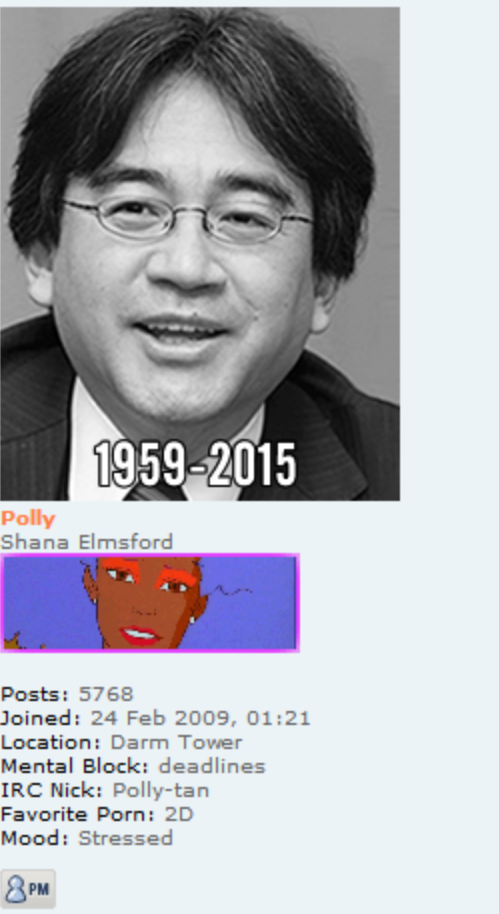 1959-2015
Polly
Shana Elmsford
Posts: 5768
Joined: 24 Feb 2009, 01:21
Location: Darm Tower
Mental Block: deadlines
IRC Nick: Polly-tan
Favorite Porn: 2D
Mood: Stressed
PM